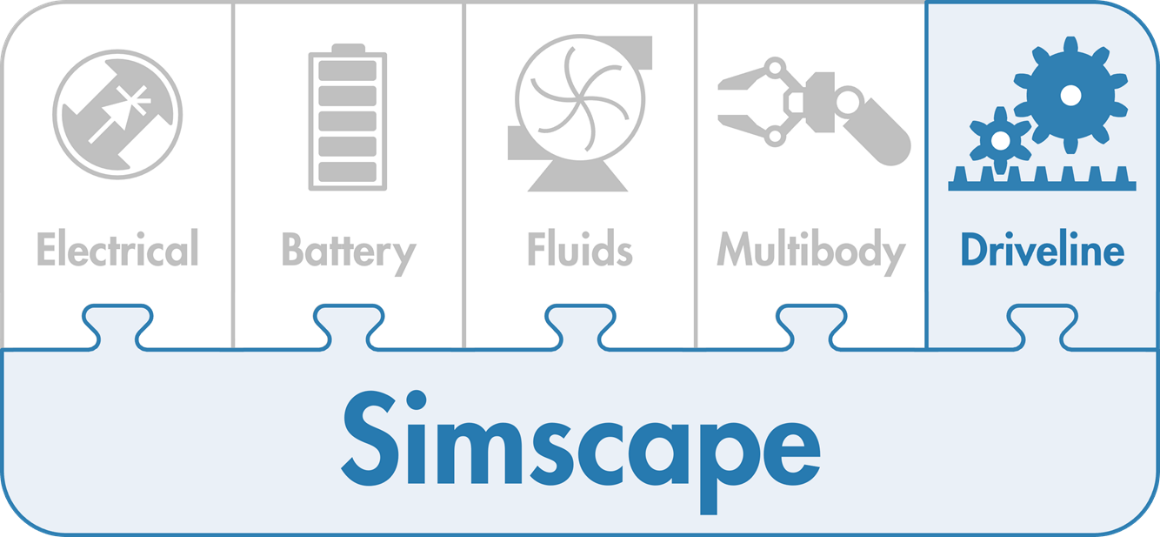 Electrical
Battery
Fluids
Multibody
Driveline
Simscape